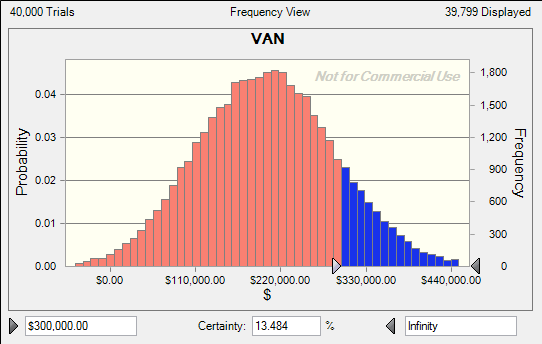 40,000 Trials Frequency View 39,799 Displayed
VAN
Not for Commercial Use
Probability
0.04
0.03
0.02
0.01
0.00
1,800
1,500
1,200
900
600
300
0
Frequency
$0.00 $110,000.00 $220,000.00 $330,000.00 $440,000.00
$
$300,000.00 Certainty: 13.484 % Infinity